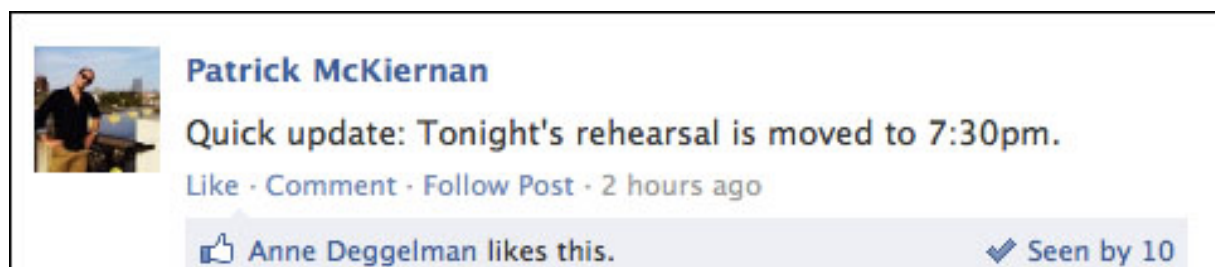 Patrick McKiernan
Quick update: Tonight's rehearsal is moved to 7:30pm.
Like · Comment · Follow Post · 2 hours ago
Anne Deggelman likes this. Seen by 10